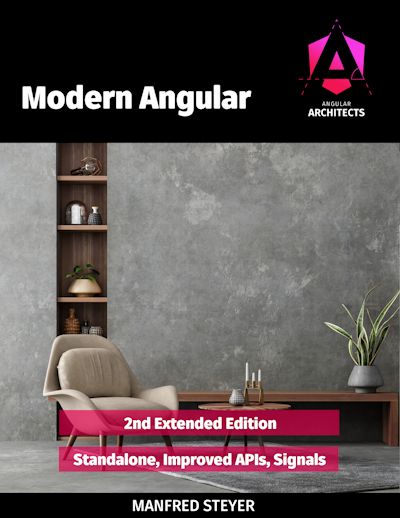 Modern Angular
ANGULAR
ARCHITECTS
2nd Extended Edition
Standalone, Improved APIs, Signals
MANFRED STEYER